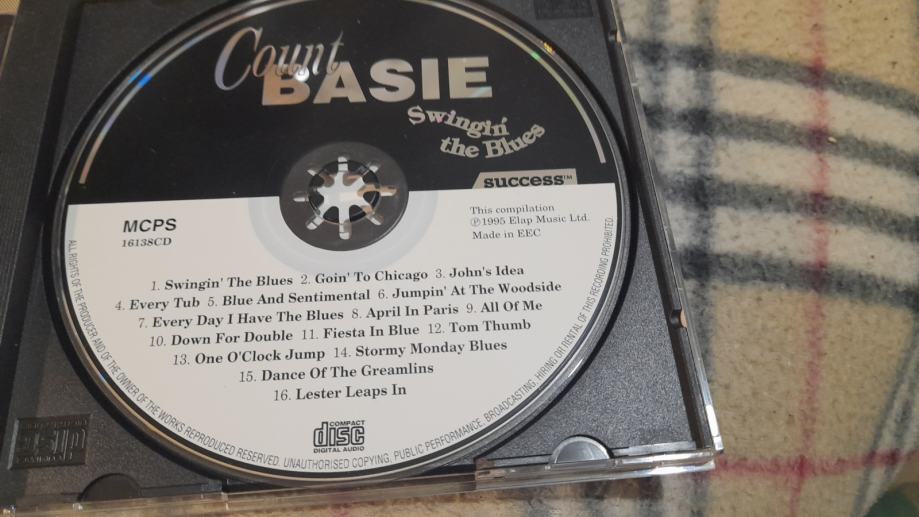 Count
BASIE
Swingin'
the Blues
success™
MCPS
16138CD
This compilation
Ⓟ1995 Elap Music Ltd.
Made in EEC
1. Swingin' The Blues 2. Goin' To Chicago 3. John's Idea
4. Every Tub 5. Blue And Sentimental 6. Jumpin' At The Woodside
7. Every Day I Have The Blues 8. April In Paris 9. All Of Me
10. Down For Double 11. Fiesta In Blue 12. Tom Thumb
13. One O'Clock Jump 14. Stormy Monday Blues
15. Dance Of The Greamlins
16. Lester Leaps In
COMPACT
disc
DIGITAL AUDIO
ALL RIGHTS OF THE PRODUCER AND OF THE OWNER OF THE WORKS REPRODUCED RESERVED. UNAUTHORISED COPYING, PUBLIC PERFORMANCE, BROADCASTING, HIRING OR RENTAL OF THIS RECORDING PROHIBITED.
disc